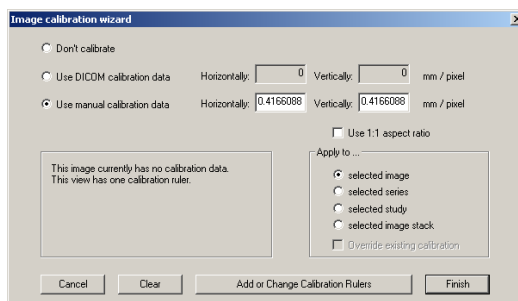 Image calibration wizard
Don't calibrate
Use DICOM calibration data Horizontally: 0 Vertically: 0 mm / pixel
Use manual calibration data Horizontally: 0.4166088 Vertically: 0.4166088 mm / pixel
Use 1:1 aspect ratio
This image currently has no calibration data.
This view has one calibration ruler.
Apply to ...
selected image
selected series
selected study
selected image stack
Override existing calibration
Cancel Clear Add or Change Calibration Rulers Finish